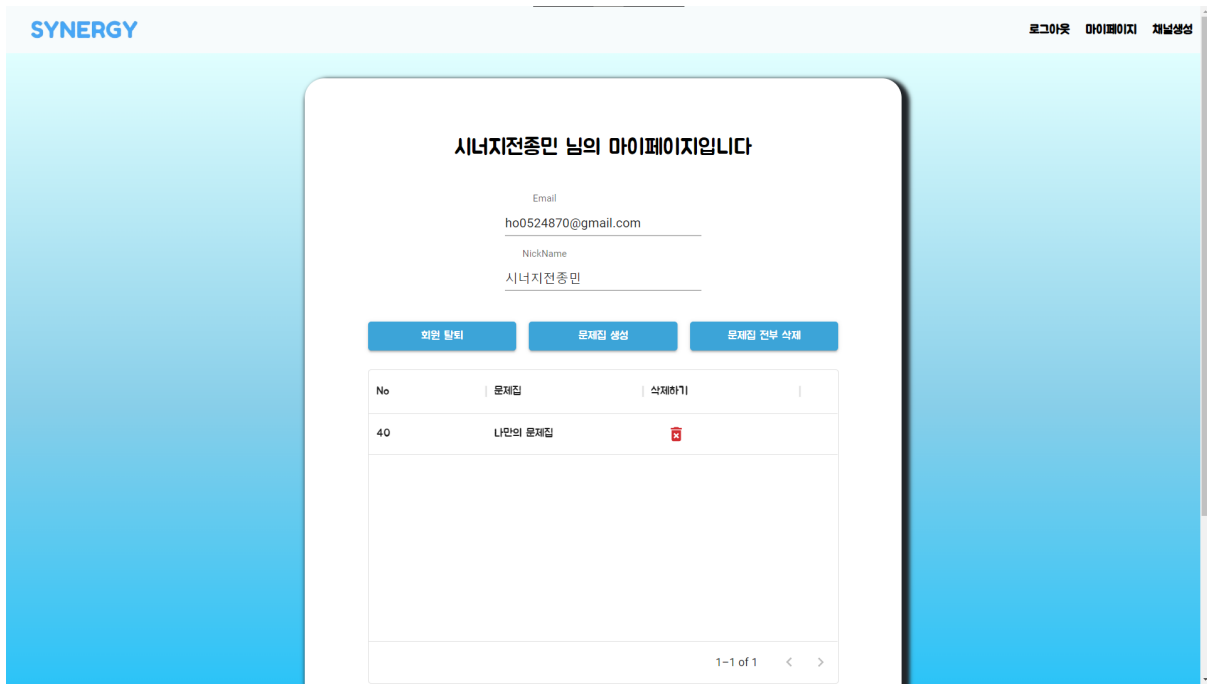 SYNERGY
로그아웃 마이페이지 채널생성
시너지전종민 님의 마이페이지입니다
Email
ho0524870@gmail.com
NickName
시너지전종민
회원 탈퇴 문제집 생성 문제집 전부 삭제
No 문제집 삭제하기
40 나만의 문제집
1–1 of 1